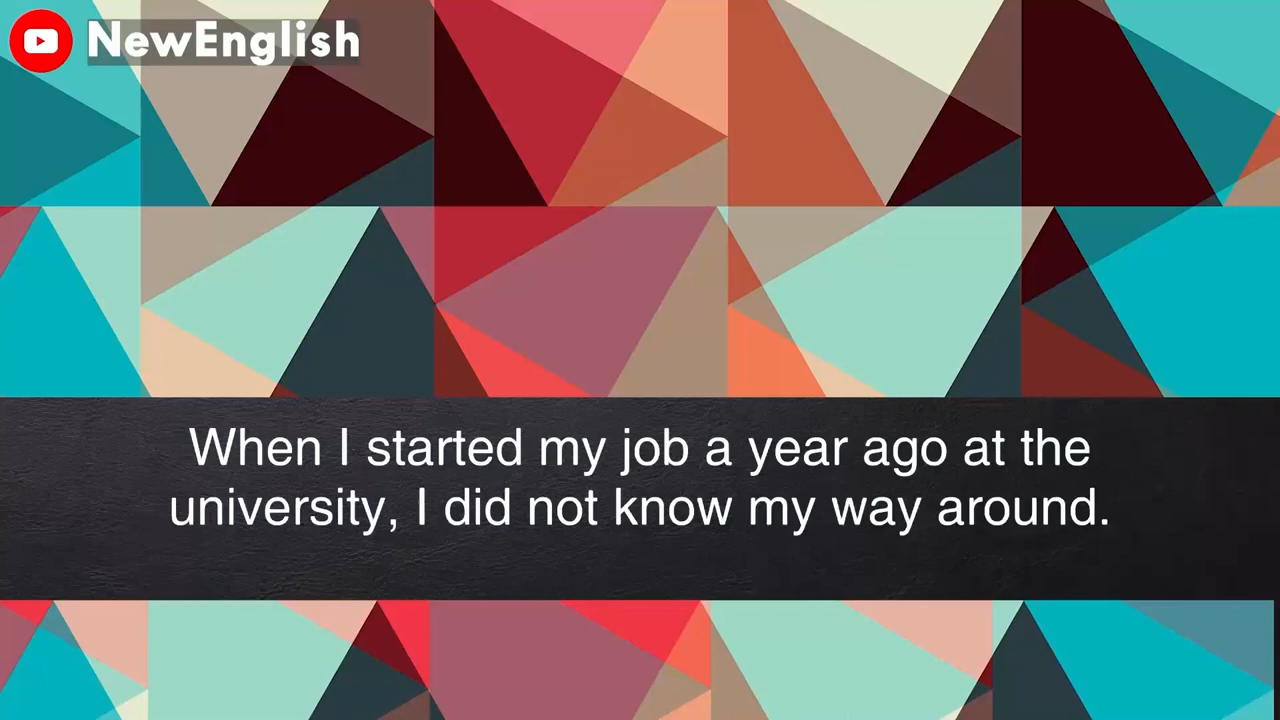 NewEnglish
When I started my job a year ago at the
university, I did not know my way around.